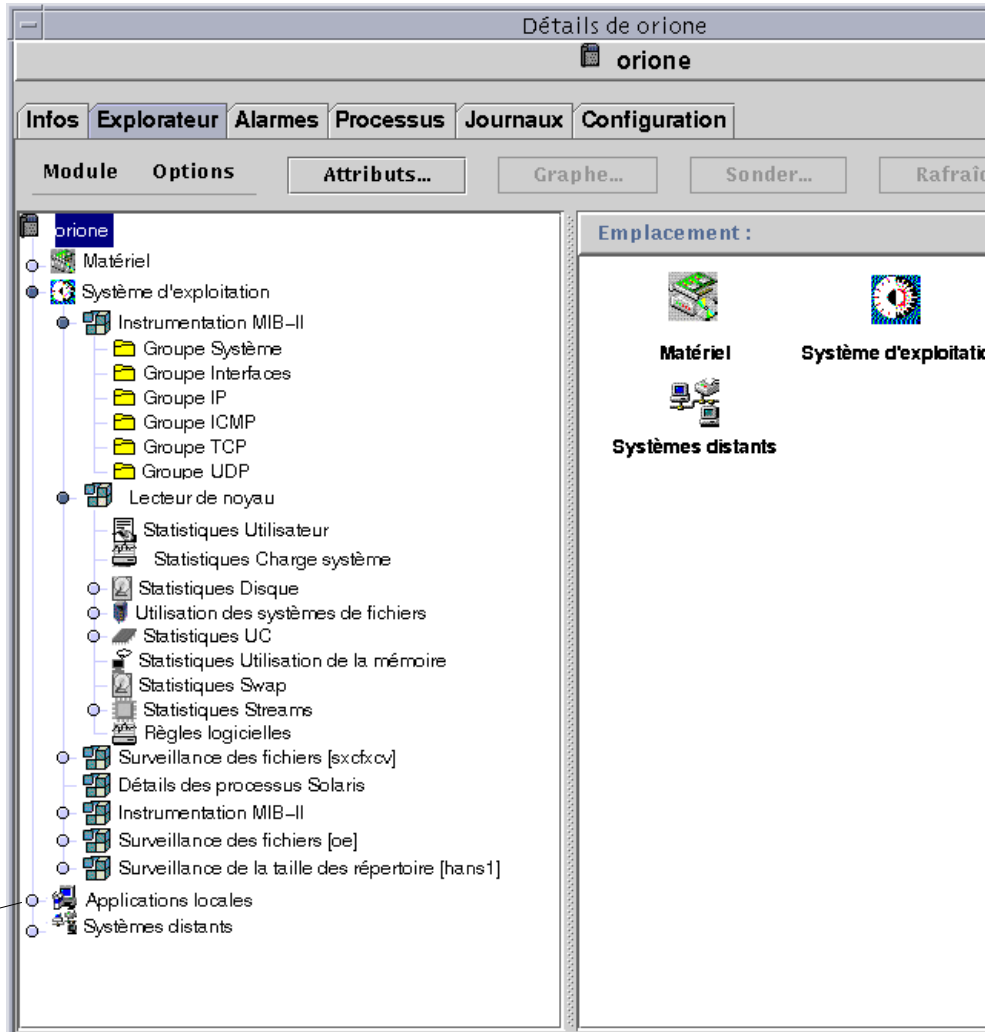 Détails de orione
orione
Infos Explorateur Alarmes Processus Journaux Configuration
Module Options Attributs... Graphe... Sonder... Rafraîc
orione
Matériel
Système d'exploitation
Instrumentation MIB–II
Groupe Système
Groupe Interfaces
Groupe IP
Groupe ICMP
Groupe TCP
Groupe UDP
Lecteur de noyau
Statistiques Utilisateur
Statistiques Charge système
Statistiques Disque
Utilisation des systèmes de fichiers
Statistiques UC
Statistiques Utilisation de la mémoire
Statistiques Swap
Statistiques Streams
Règles logicielles
Surveillance des fichiers [sxcfxcv]
Détails des processus Solaris
Instrumentation MIB–II
Surveillance des fichiers [oe]
Surveillance de la taille des répertoire [hans1]
Applications locales
Systèmes distants
Emplacement :
Matériel
Système d'exploitatio
Systèmes distants